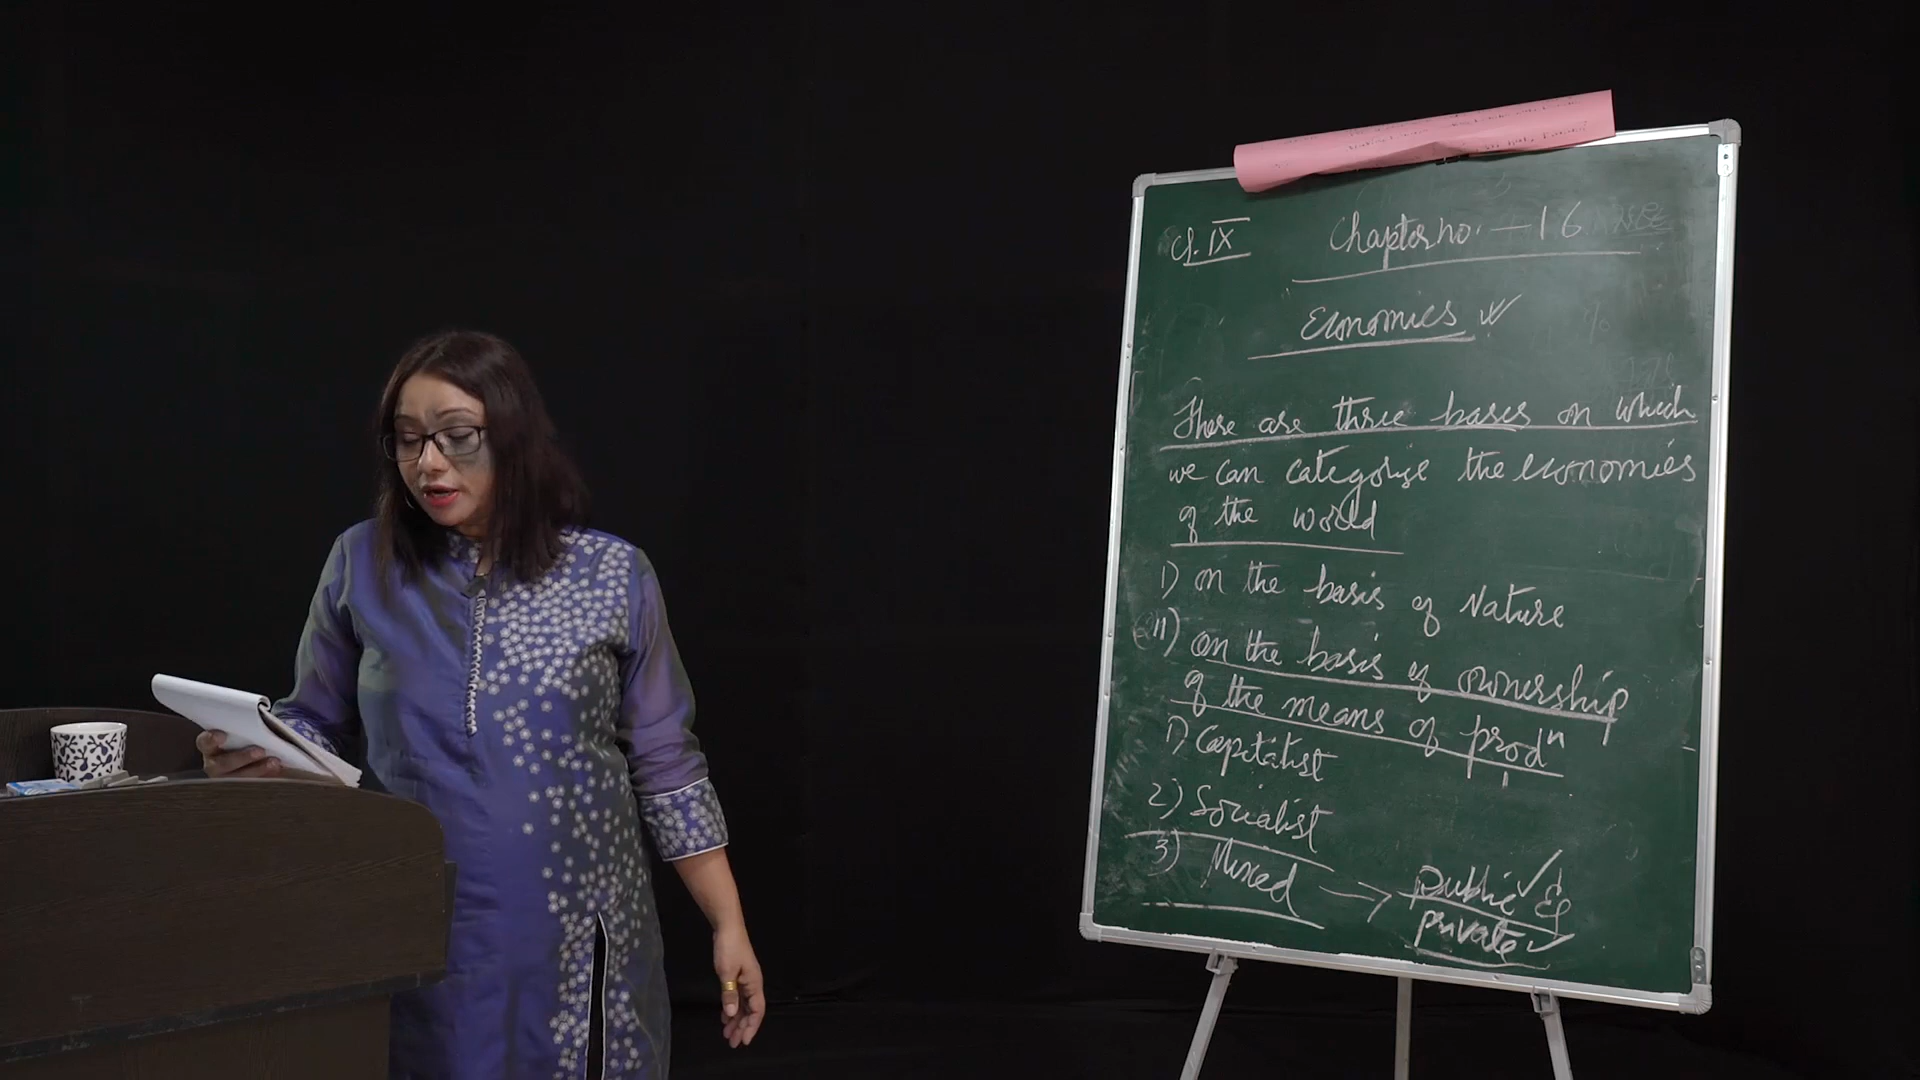 Cl. IX
Chapter no. - 16
Economics
There are three bases on which
we can categorise the economies
of the world
1) on the basis of Nature
11) on the basis of ownership
of the means of prodn
1) Capitalist
2) Socialist
3) Mixed → Public &
private